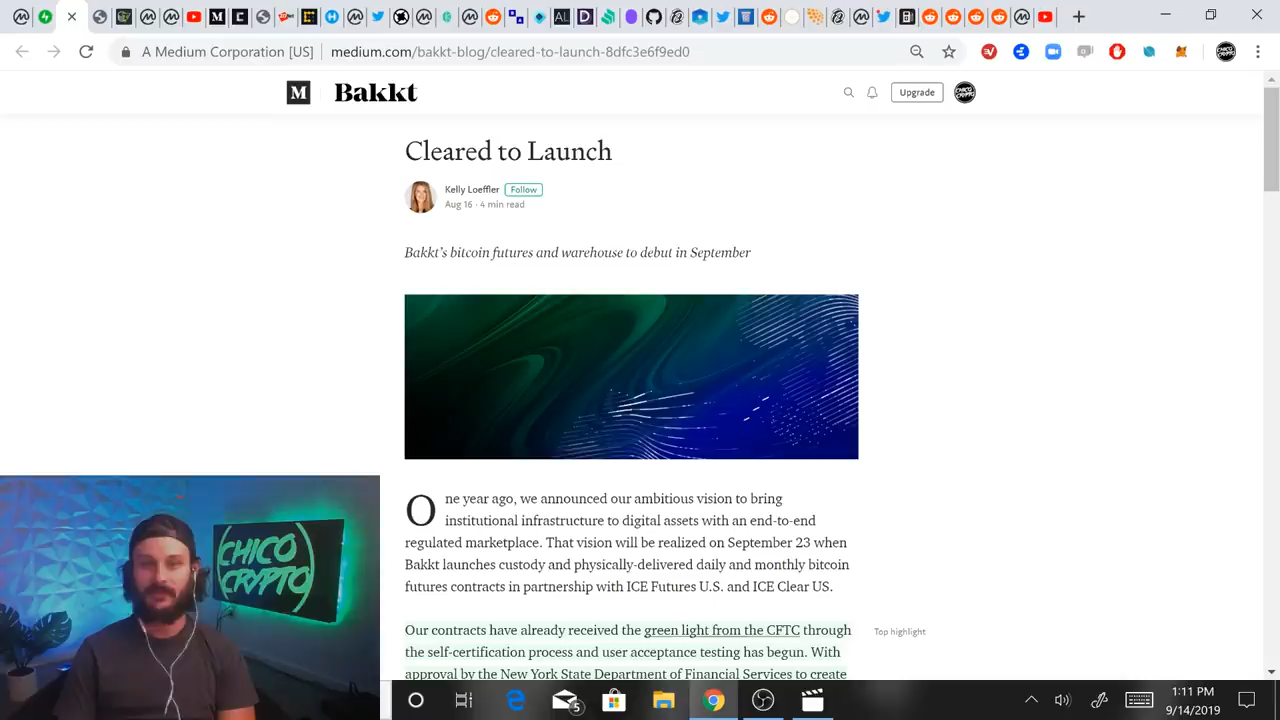 A Medium Corporation [US]
medium.com/bakkt-blog/cleared-to-launch-8dfc3e6f9ed0
M
Bakkt
Upgrade
Cleared to Launch
Kelly Loeffler
Follow
Aug 16 · 4 min read
Bakkt's bitcoin futures and warehouse to debut in September
One year ago, we announced our ambitious vision to bring
institutional infrastructure to digital assets with an end-to-end
regulated marketplace. That vision will be realized on September 23 when
Bakkt launches custody and physically-delivered daily and monthly bitcoin
futures contracts in partnership with ICE Futures U.S. and ICE Clear US.
Our contracts have already received the green light from the CFTC through
the self-certification process and user acceptance testing has begun. With
approval by the New York State Department of Financial Services to create
Top highlight
CHICO
CRYPTO
5
1:11 PM
9/14/2019